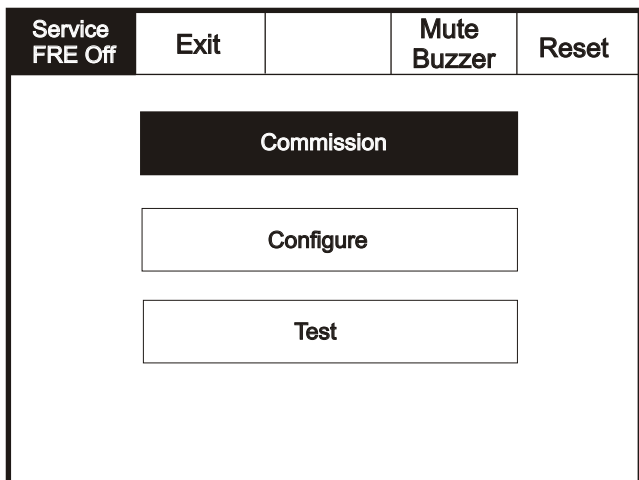 Service
FRE Off
Exit
Mute
Buzzer
Reset
Commission
Configure
Test